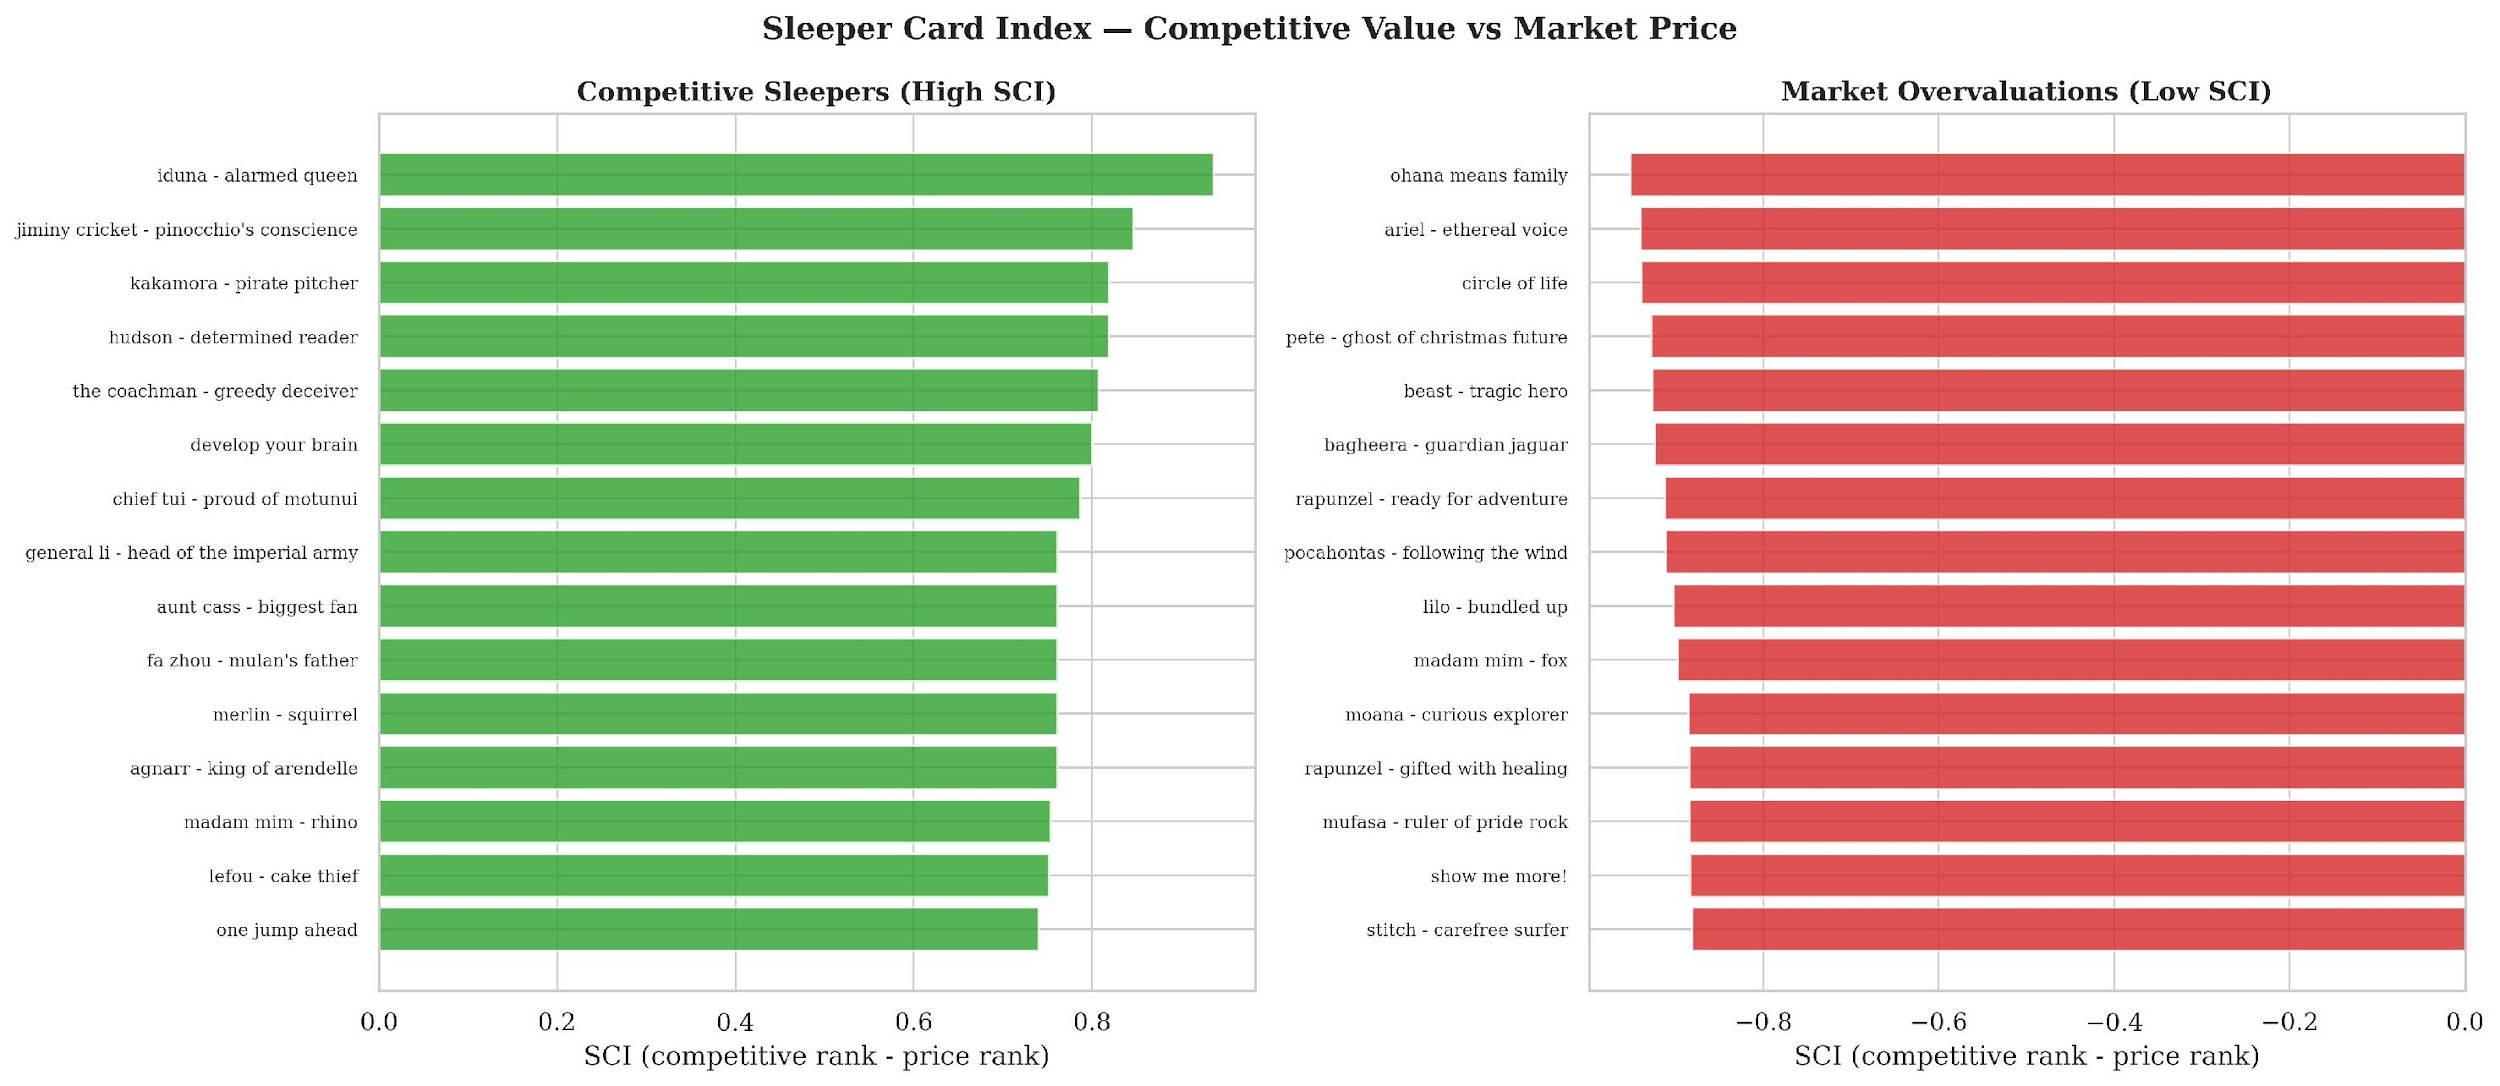 Sleeper Card Index — Competitive Value vs Market Price
Competitive Sleepers (High SCI)
iduna - alarmed queen
jiminy cricket - pinocchio's conscience
kakamora - pirate pitcher
hudson - determined reader
the coachman - greedy deceiver
develop your brain
chief tui - proud of motunui
general li - head of the imperial army
aunt cass - biggest fan
fa zhou - mulan's father
merlin - squirrel
agnarr - king of arendelle
madam mim - rhino
lefou - cake thief
one jump ahead
0.0 0.2 0.4 0.6 0.8
SCI (competitive rank - price rank)
Market Overvaluations (Low SCI)
ohana means family
ariel - ethereal voice
circle of life
pete - ghost of christmas future
beast - tragic hero
bagheera - guardian jaguar
rapunzel - ready for adventure
pocahontas - following the wind
lilo - bundled up
madam mim - fox
moana - curious explorer
rapunzel - gifted with healing
mufasa - ruler of pride rock
show me more!
stitch - carefree surfer
−0.8 −0.6 −0.4 −0.2 0.0
SCI (competitive rank - price rank)